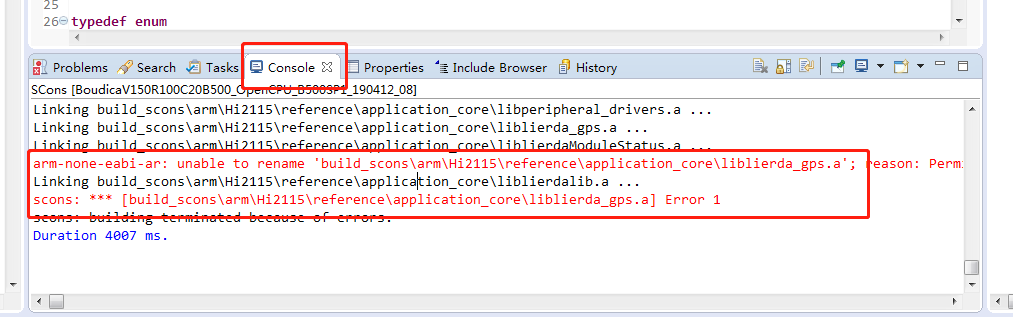 25
26 typedef enum
Problems Search Tasks Console Properties Include Browser History
SCons [BoudicaV150R100C20B500_OpenCPU_B500SP1_190412_08]
Linking build_scons\arm\Hi2115\reference\application_core\libperipheral_drivers.a ...
Linking build_scons\arm\Hi2115\reference\application_core\liblierda_gps.a ...
Linking build_scons\arm\Hi2115\reference\application_core\liblierdaModuleStatus.a ...
arm-none-eabi-ar: unable to rename 'build_scons\arm\Hi2115\reference\application_core\liblierda_gps.a'; reason: Permi
Linking build_scons\arm\Hi2115\reference\application_core\liblierdalib.a ...
scons: *** [build_scons\arm\Hi2115\reference\application_core\liblierda_gps.a] Error 1
scons: building terminated because of errors.
Duration 4007 ms.